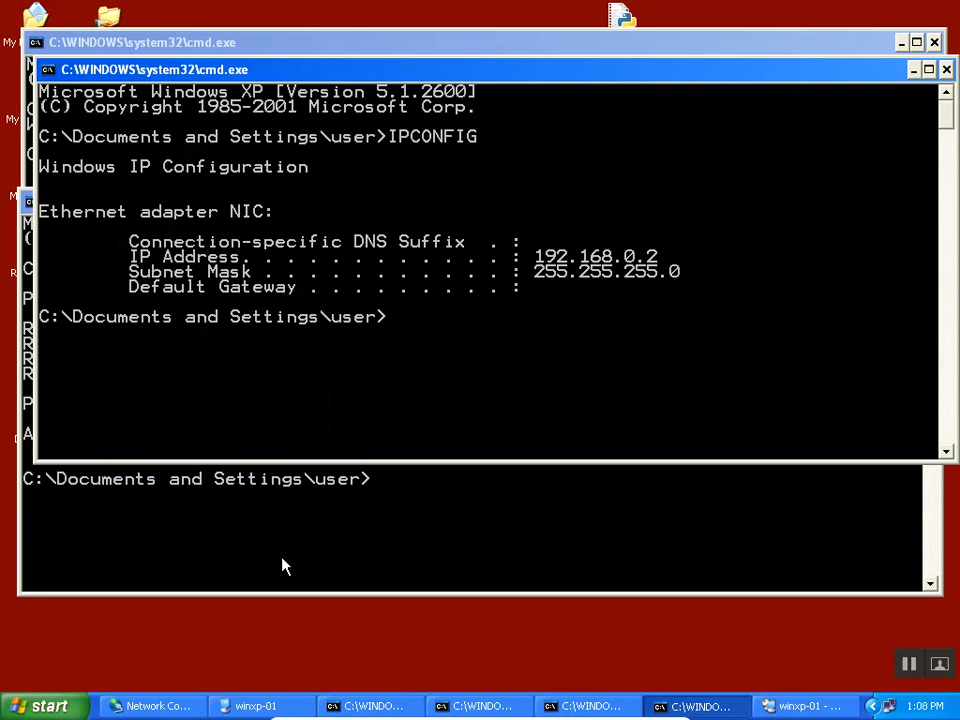 My
C:\WINDOWS\system32\cmd.exe
C:\WINDOWS\system32\cmd.exe
Microsoft Windows XP [Version 5.1.2600]
(C) Copyright 1985-2001 Microsoft Corp.
C:\Documents and Settings\user>IPCONFIG
Windows IP Configuration
Ethernet adapter NIC:
Connection-specific DNS Suffix . :
IP Address. . . . . . . . . . . . : 192.168.0.2
Subnet Mask . . . . . . . . . . . : 255.255.255.0
Default Gateway . . . . . . . . . :
C:\Documents and Settings\user>
My
M
R
M
(
C
P
R
R
R
R
P
A
C:\Documents and Settings\user>
start
Network Co...
winxp-01
C:\WINDO...
C:\WINDO...
C:\WINDO...
C:\WINDO...
winxp-01 - ...
1:08 PM